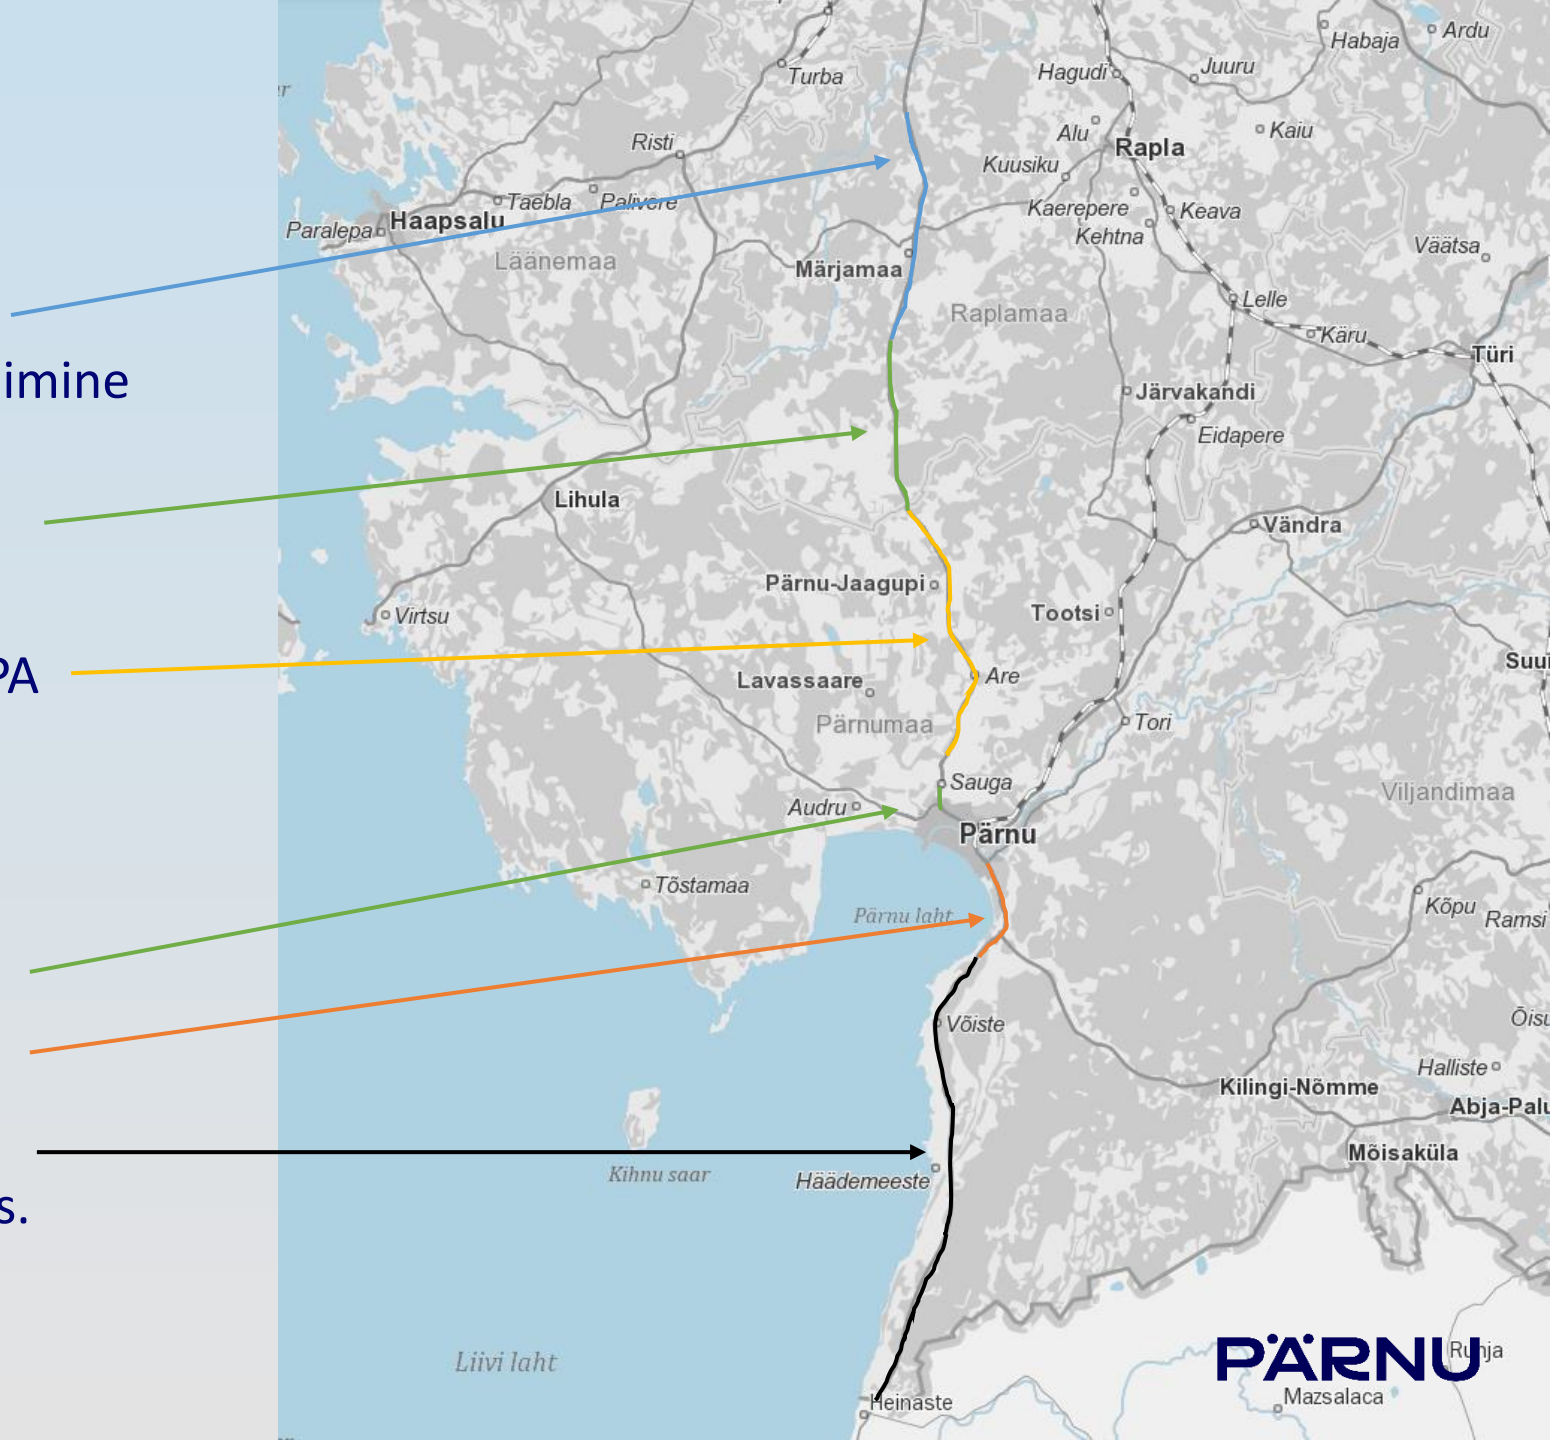 Habaja
Ardu
Turba
Hagudi
Juuru
Risti
Alu
Kaiu
Rapla
Kuusiku
Taebla
Palivere
Kaerepere
Keava
Paralepa
Haapsalu
Kehtna
Väätsa
Läänemaa
Märjamaa
Lelle
Raplamaa
Käru
Türi
imine
Järvakandi
Eidapere
Lihula
Vändra
Pärnu-Jaagupi
Tootsi
Virtsu
PA
Lavassaare
Are
Suur
Pärnumaa
Tori
Sauga
Viljandimaa
Audru
Pärnu
Tõstamaa
Pärnu laht
Kõpu
Ramsi
Võiste
Õisu
Halliste
Kilingi-Nõmme
Abja-Palu
Mõisaküla
Kihnu saar
Häädemeeste
s.
Liivi laht
PÄRNU
Heinaste
Mazsalaca